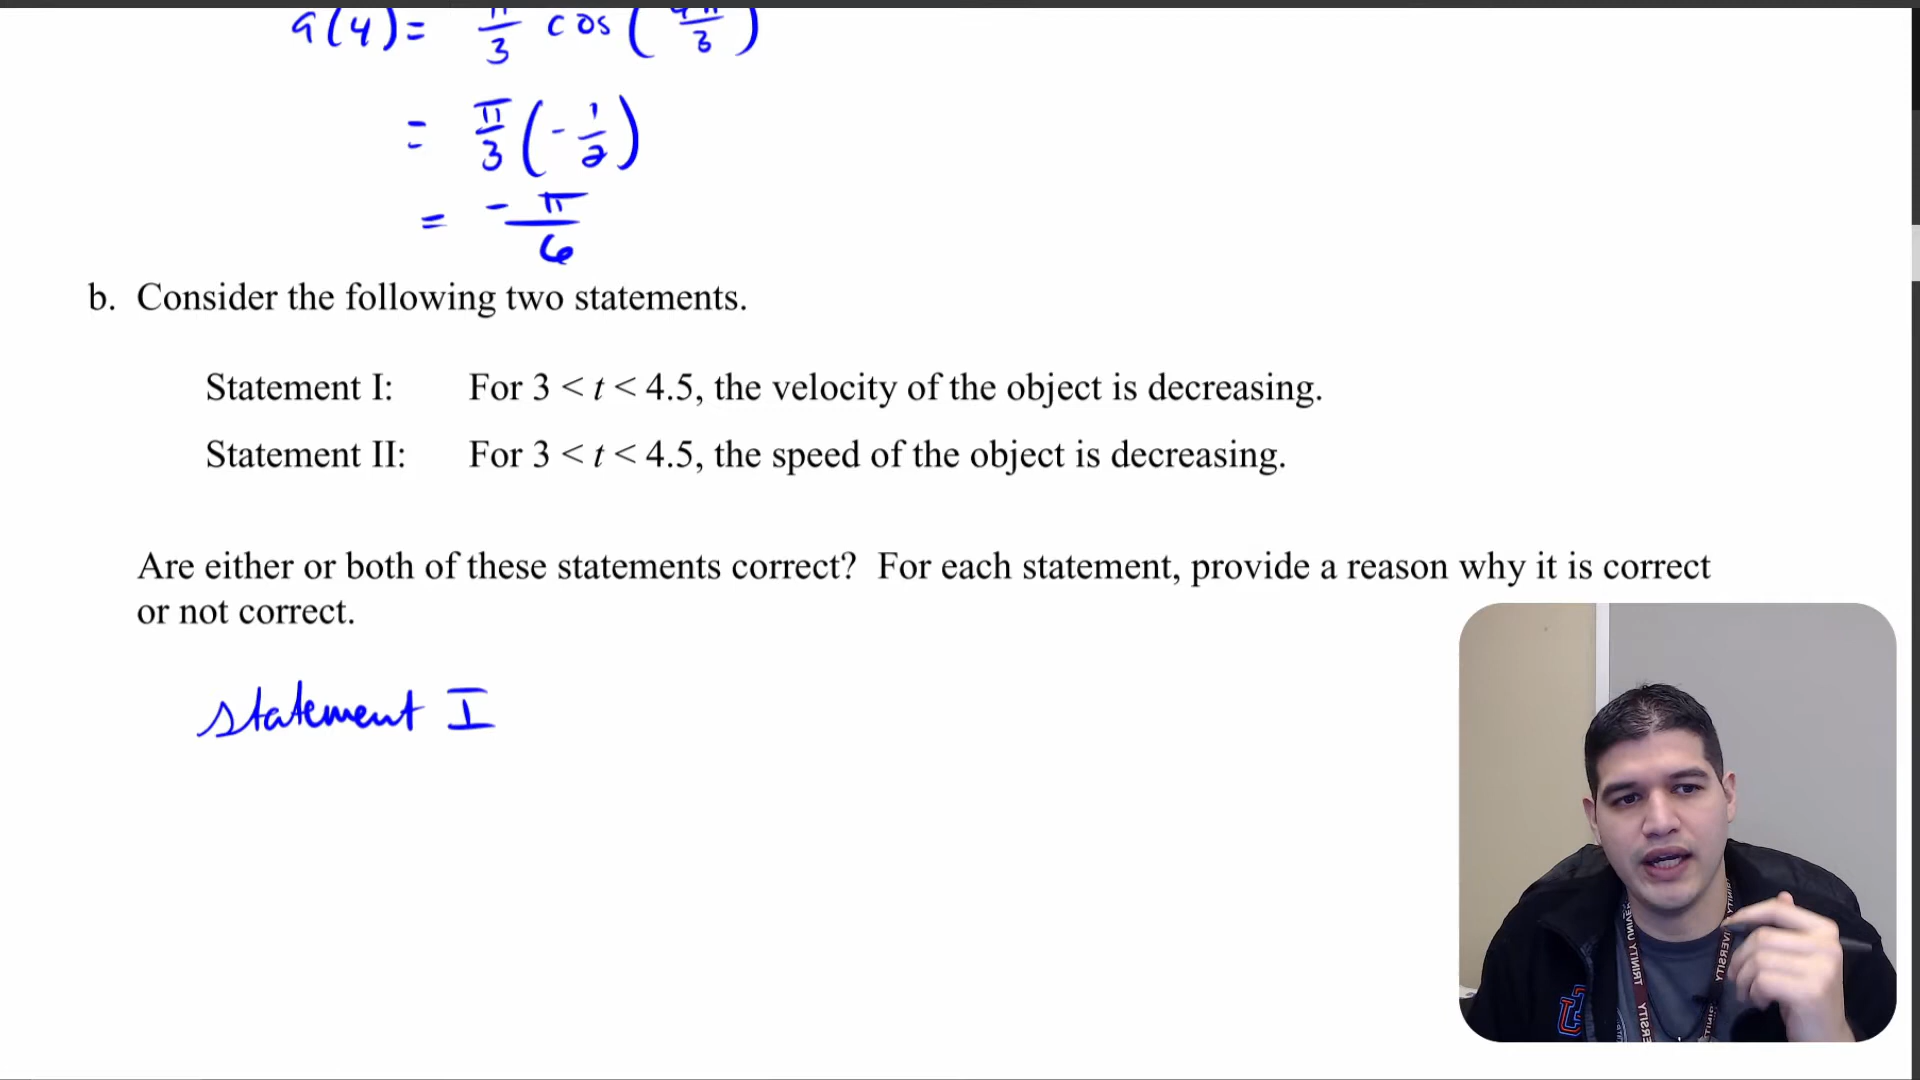 a(4) = π/3 cos(4π/3)
= π/3 (-1/2)
= -π/6
b. Consider the following two statements.
Statement I: For 3 < t < 4.5, the velocity of the object is decreasing.
Statement II: For 3 < t < 4.5, the speed of the object is decreasing.
Are either or both of these statements correct? For each statement, provide a reason why it is correct
or not correct.
statement I
TRINITY UNIVER
ERSITY